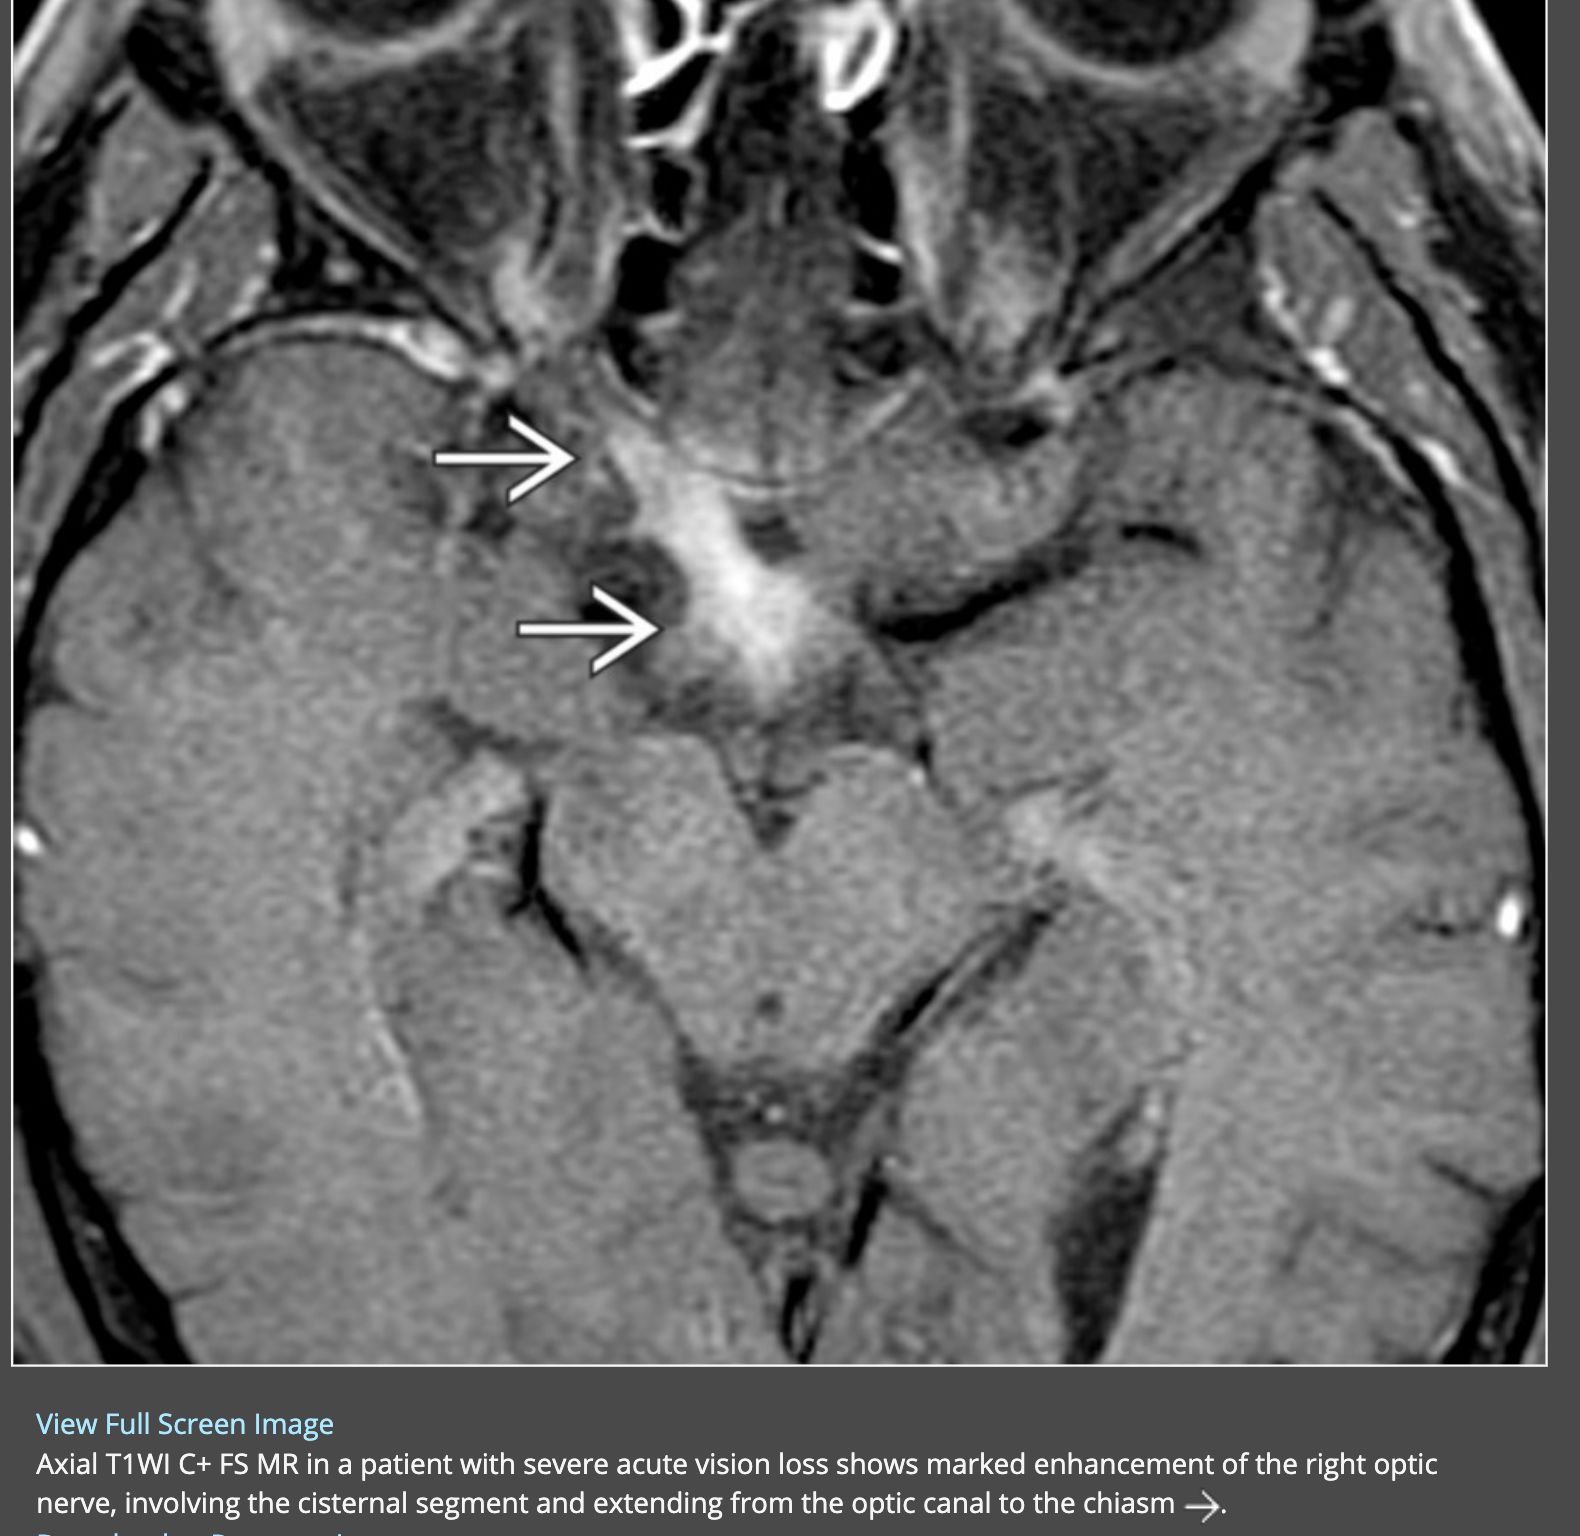 View Full Screen Image
Axial T1WI C+ FS MR in a patient with severe acute vision loss shows marked enhancement of the right optic
nerve, involving the cisternal segment and extending from the optic canal to the chiasm →.